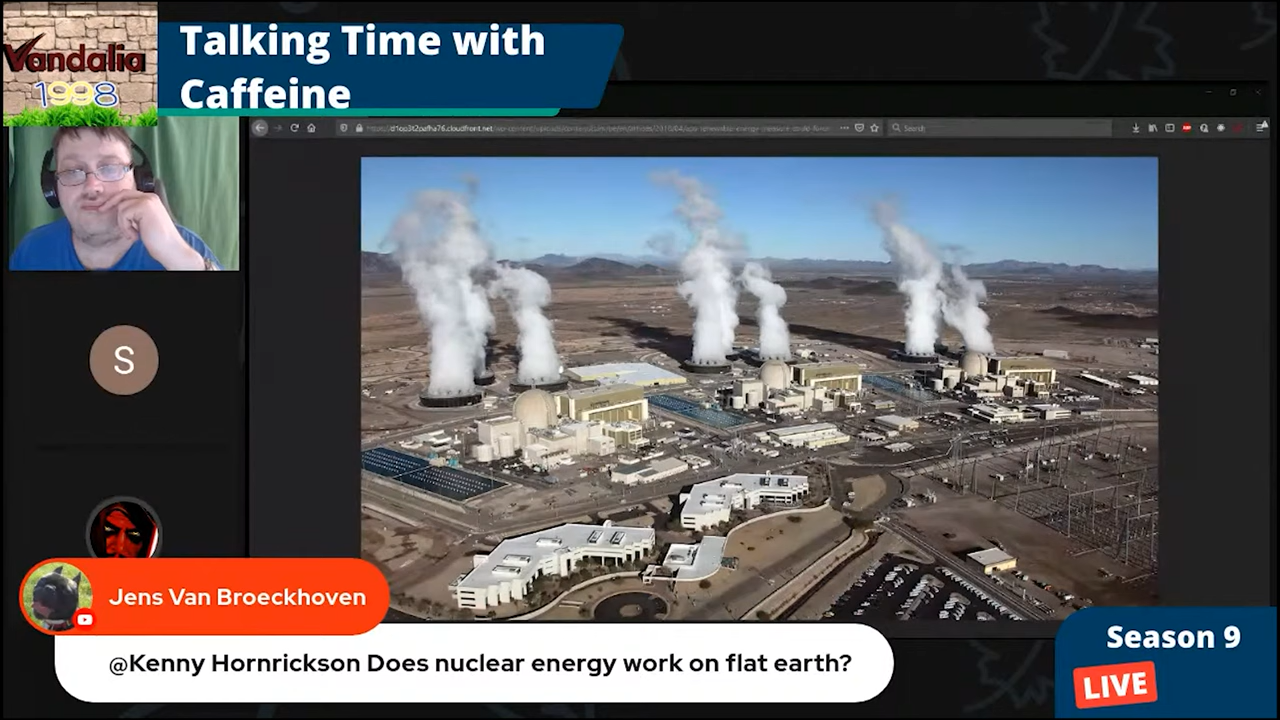 Vandalia
1998
Talking Time with
Caffeine
Search
S
Jens Van Broeckhoven
@Kenny Hornrickson Does nuclear energy work on flat earth?
Season 9
LIVE